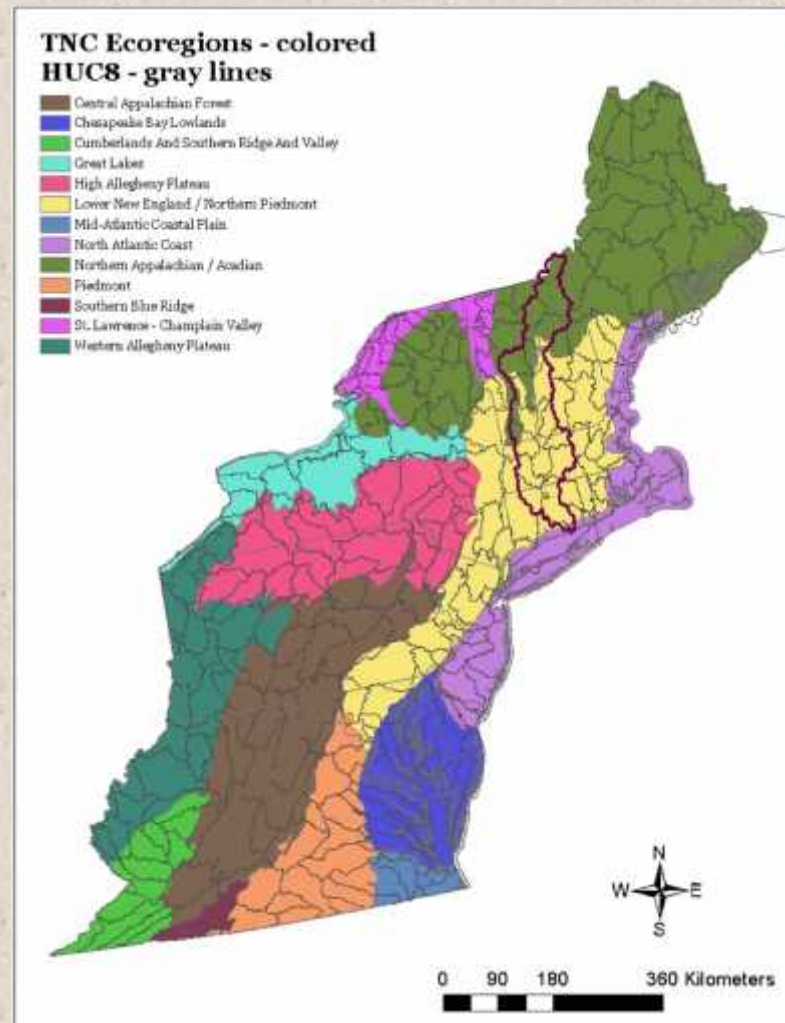 TNC Ecoregions - colored
HUC8 - gray lines
Central Appalachian Forest
Chesapeake Bay Lowlands
Cumberlands And Southern Ridge And Valley
Great Lakes
High Allegheny Plateau
Lower New England / Northern Piedmont
Mid-Atlantic Coastal Plain
North Atlantic Coast
Northern Appalachian / Acadian
Piedmont
Southern Blue Ridge
St. Lawrence - Champlain Valley
Western Allegheny Plateau
N
W E
S
0 90 180 360 Kilometers